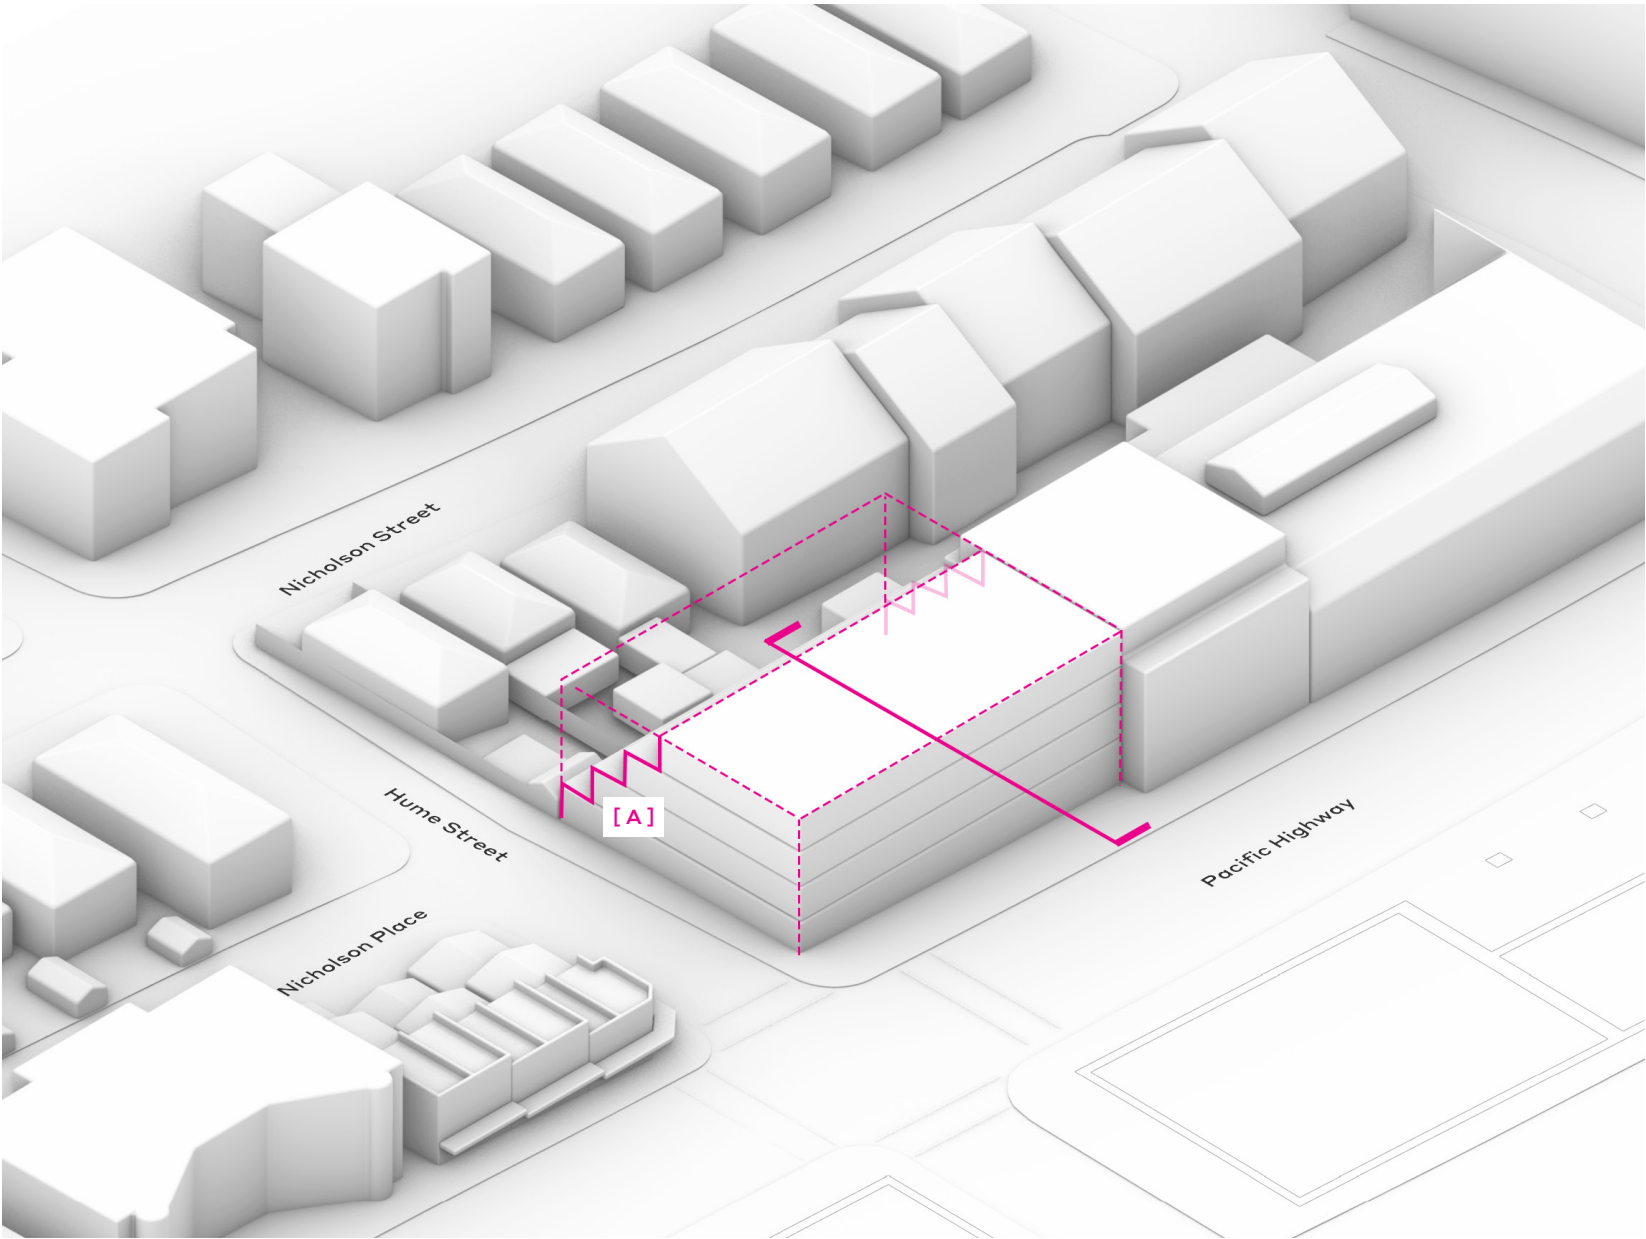 Nicholson Street
Hume Street
[ A ]
Pacific Highway
Nicholson Place